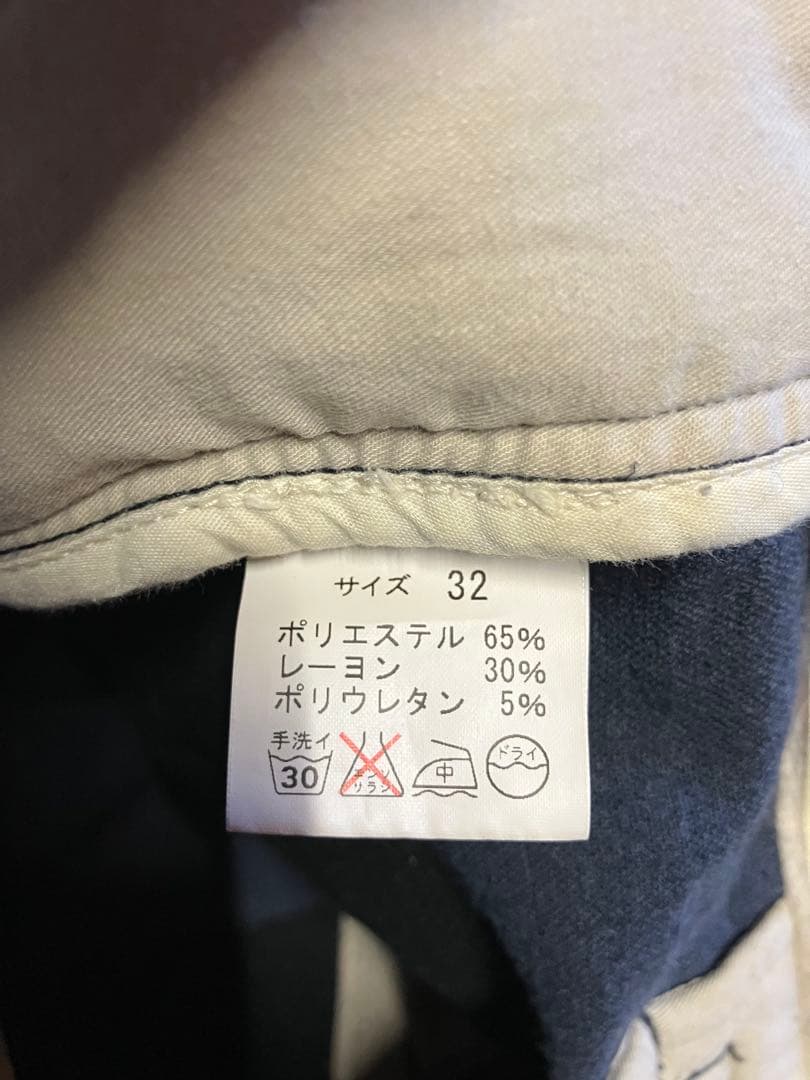 サイズ 32
ポリエステル 65%
レーヨン 30%
ポリウレタン 5%
手洗イ
30
エンソ
サラシ
中
ドライ